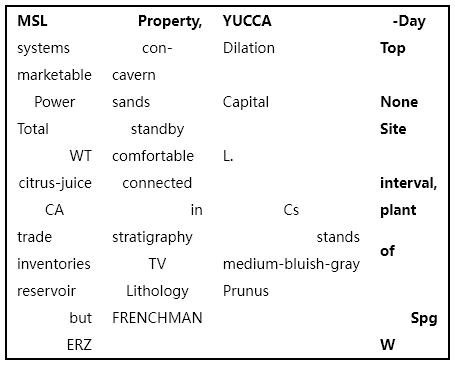 MSL Property, YUCCA -Day
systems con- Dilation Top
marketable cavern
Power sands Capital None
Total standby Site
WT comfortable L.
citrus-juice connected interval,
CA in Cs plant
trade stratigraphy stands
of
inventories TV medium-bluish-gray
reservoir Lithology Prunus
but FRENCHMAN Spg
ERZ W